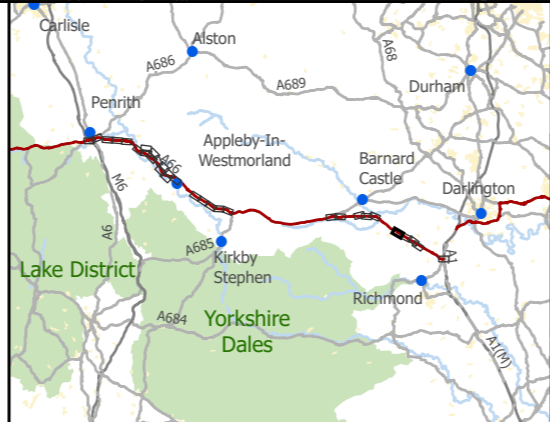 Carlisle
Alston
A686
A68
A689
Durham
Penrith
Appleby-In-
Westmorland
A66
Barnard
Castle
Darlington
M6
A6
A685
Kirkby
Stephen
A1
Lake District
Richmond
A684
Yorkshire
Dales
A1(M)